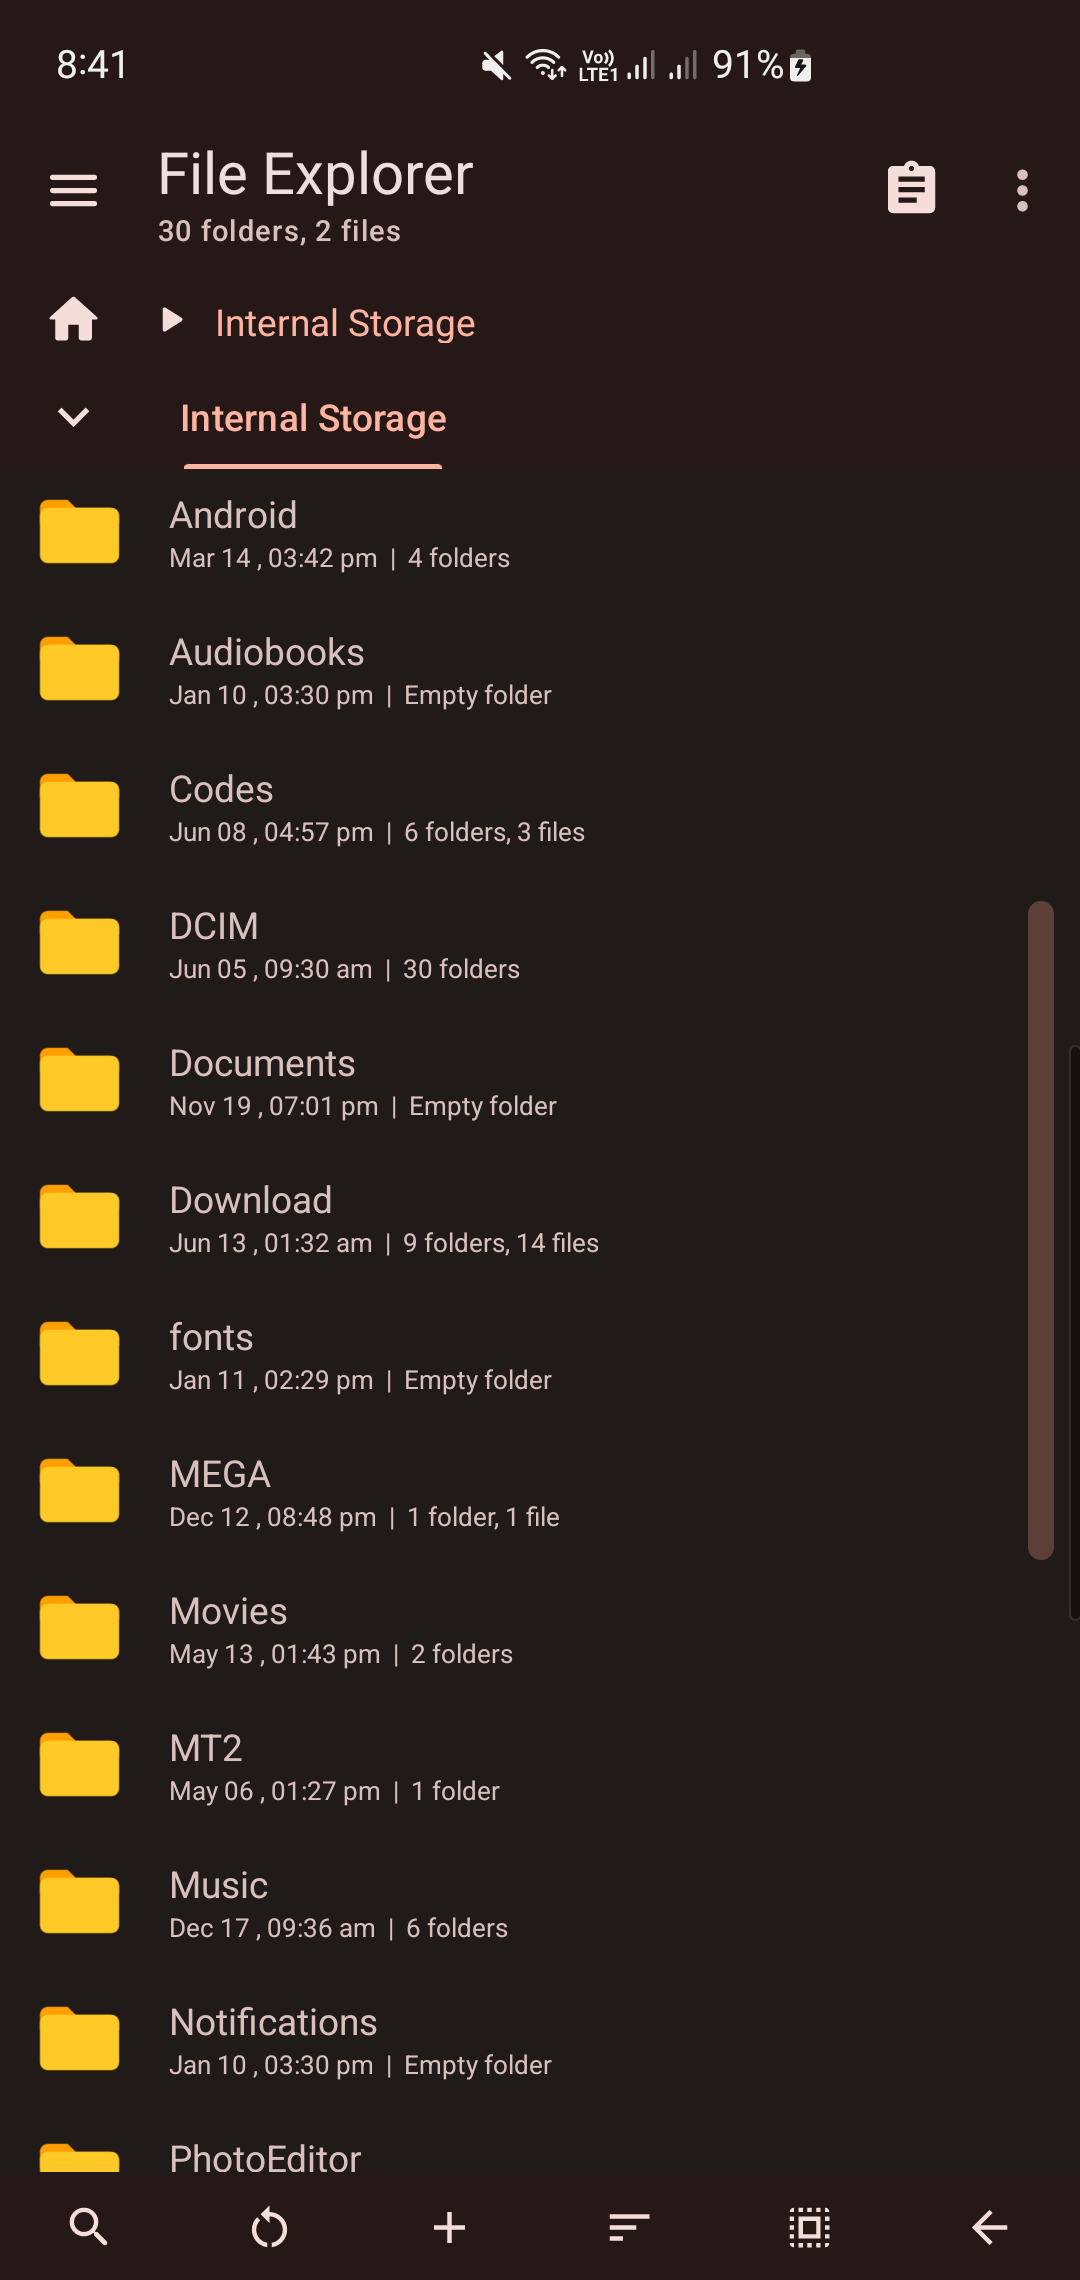 8:41
Vo)) LTE1 91%
File Explorer
30 folders, 2 files
Internal Storage
Internal Storage
Android
Mar 14 , 03:42 pm | 4 folders
Audiobooks
Jan 10 , 03:30 pm | Empty folder
Codes
Jun 08 , 04:57 pm | 6 folders, 3 files
DCIM
Jun 05 , 09:30 am | 30 folders
Documents
Nov 19 , 07:01 pm | Empty folder
Download
Jun 13 , 01:32 am | 9 folders, 14 files
fonts
Jan 11 , 02:29 pm | Empty folder
MEGA
Dec 12 , 08:48 pm | 1 folder, 1 file
Movies
May 13 , 01:43 pm | 2 folders
MT2
May 06 , 01:27 pm | 1 folder
Music
Dec 17 , 09:36 am | 6 folders
Notifications
Jan 10 , 03:30 pm | Empty folder
PhotoEditor